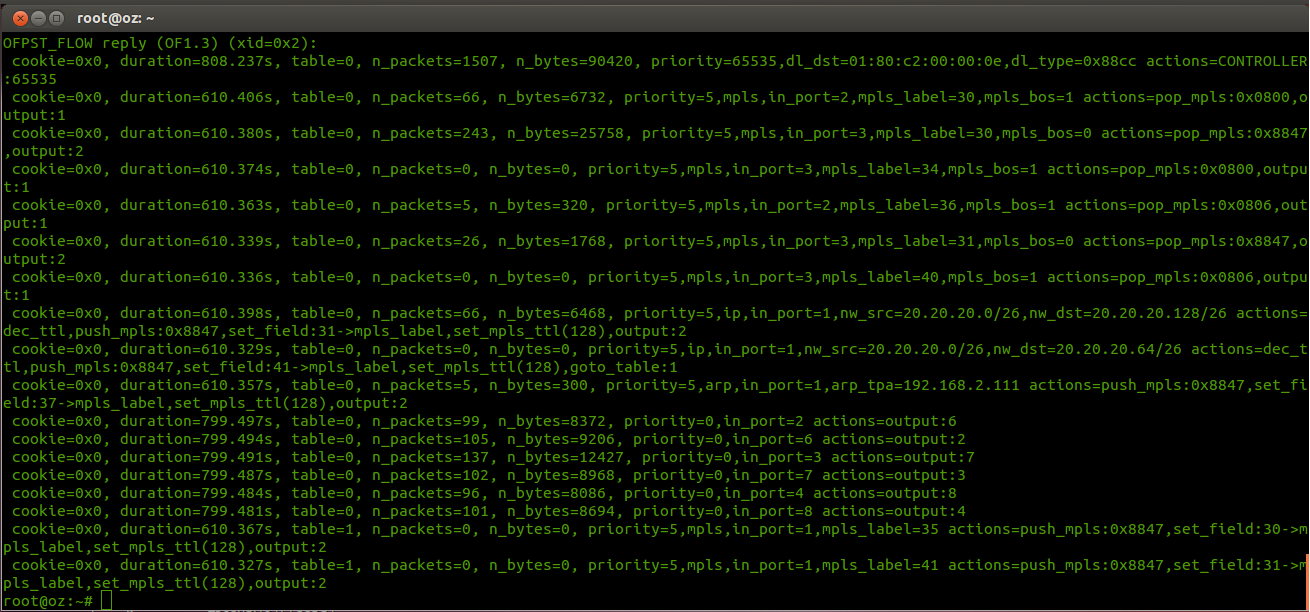 root@oz: ~
OFPST_FLOW reply (OF1.3) (xid=0x2):
 cookie=0x0, duration=808.237s, table=0, n_packets=1507, n_bytes=90420, priority=65535,dl_dst=01:80:c2:00:00:0e,dl_type=0x88cc actions=CONTROLLER
:65535
 cookie=0x0, duration=610.406s, table=0, n_packets=66, n_bytes=6732, priority=5,mpls,in_port=2,mpls_label=30,mpls_bos=1 actions=pop_mpls:0x0800,o
utput:1
 cookie=0x0, duration=610.380s, table=0, n_packets=243, n_bytes=25758, priority=5,mpls,in_port=3,mpls_label=30,mpls_bos=0 actions=pop_mpls:0x8847
,output:2
 cookie=0x0, duration=610.374s, table=0, n_packets=0, n_bytes=0, priority=5,mpls,in_port=3,mpls_label=34,mpls_bos=1 actions=pop_mpls:0x0800,outpu
t:1
 cookie=0x0, duration=610.363s, table=0, n_packets=5, n_bytes=320, priority=5,mpls,in_port=2,mpls_label=36,mpls_bos=1 actions=pop_mpls:0x0806,out
put:1
 cookie=0x0, duration=610.339s, table=0, n_packets=26, n_bytes=1768, priority=5,mpls,in_port=3,mpls_label=31,mpls_bos=0 actions=pop_mpls:0x8847,o
utput:2
 cookie=0x0, duration=610.336s, table=0, n_packets=0, n_bytes=0, priority=5,mpls,in_port=3,mpls_label=40,mpls_bos=1 actions=pop_mpls:0x0806,outpu
t:1
 cookie=0x0, duration=610.398s, table=0, n_packets=66, n_bytes=6468, priority=5,ip,in_port=1,nw_src=20.20.20.0/26,nw_dst=20.20.20.128/26 actions=
dec_ttl,push_mpls:0x8847,set_field:31->mpls_label,set_mpls_ttl(128),output:2
 cookie=0x0, duration=610.329s, table=0, n_packets=0, n_bytes=0, priority=5,ip,in_port=1,nw_src=20.20.20.0/26,nw_dst=20.20.20.64/26 actions=dec_t
tl,push_mpls:0x8847,set_field:41->mpls_label,set_mpls_ttl(128),goto_table:1
 cookie=0x0, duration=610.357s, table=0, n_packets=5, n_bytes=300, priority=5,arp,in_port=1,arp_tpa=192.168.2.111 actions=push_mpls:0x8847,set_fi
eld:37->mpls_label,set_mpls_ttl(128),output:2
 cookie=0x0, duration=799.497s, table=0, n_packets=99, n_bytes=8372, priority=0,in_port=2 actions=output:6
 cookie=0x0, duration=799.494s, table=0, n_packets=105, n_bytes=9206, priority=0,in_port=6 actions=output:2
 cookie=0x0, duration=799.491s, table=0, n_packets=137, n_bytes=12427, priority=0,in_port=3 actions=output:7
 cookie=0x0, duration=799.487s, table=0, n_packets=102, n_bytes=8968, priority=0,in_port=7 actions=output:3
 cookie=0x0, duration=799.484s, table=0, n_packets=96, n_bytes=8086, priority=0,in_port=4 actions=output:8
 cookie=0x0, duration=799.481s, table=0, n_packets=101, n_bytes=8694, priority=0,in_port=8 actions=output:4
 cookie=0x0, duration=610.367s, table=1, n_packets=0, n_bytes=0, priority=5,mpls,in_port=1,mpls_label=35 actions=push_mpls:0x8847,set_field:30->m
pls_label,set_mpls_ttl(128),output:2
 cookie=0x0, duration=610.327s, table=1, n_packets=0, n_bytes=0, priority=5,mpls,in_port=1,mpls_label=41 actions=push_mpls:0x8847,set_field:31->m
pls_label,set_mpls_ttl(128),output:2
root@oz:~#